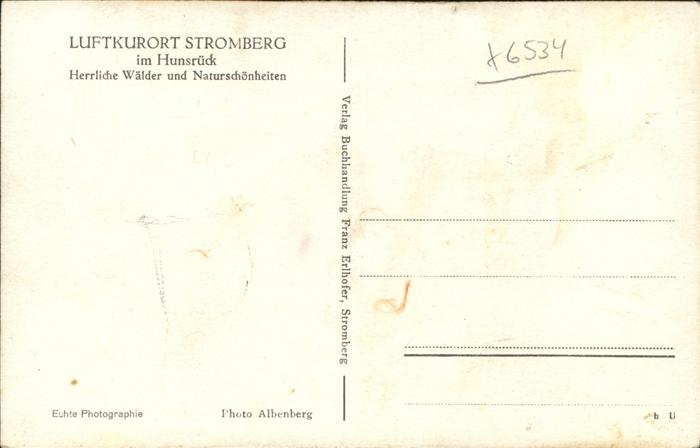 LUFTKURORT STROMBERG
im Hunsrück
Herrliche Wälder und Naturschönheiten
x6534
Verlag Buchhandlung Franz Erlhofer, Stromberg
Echte Photographie
Photo Albenberg
h U